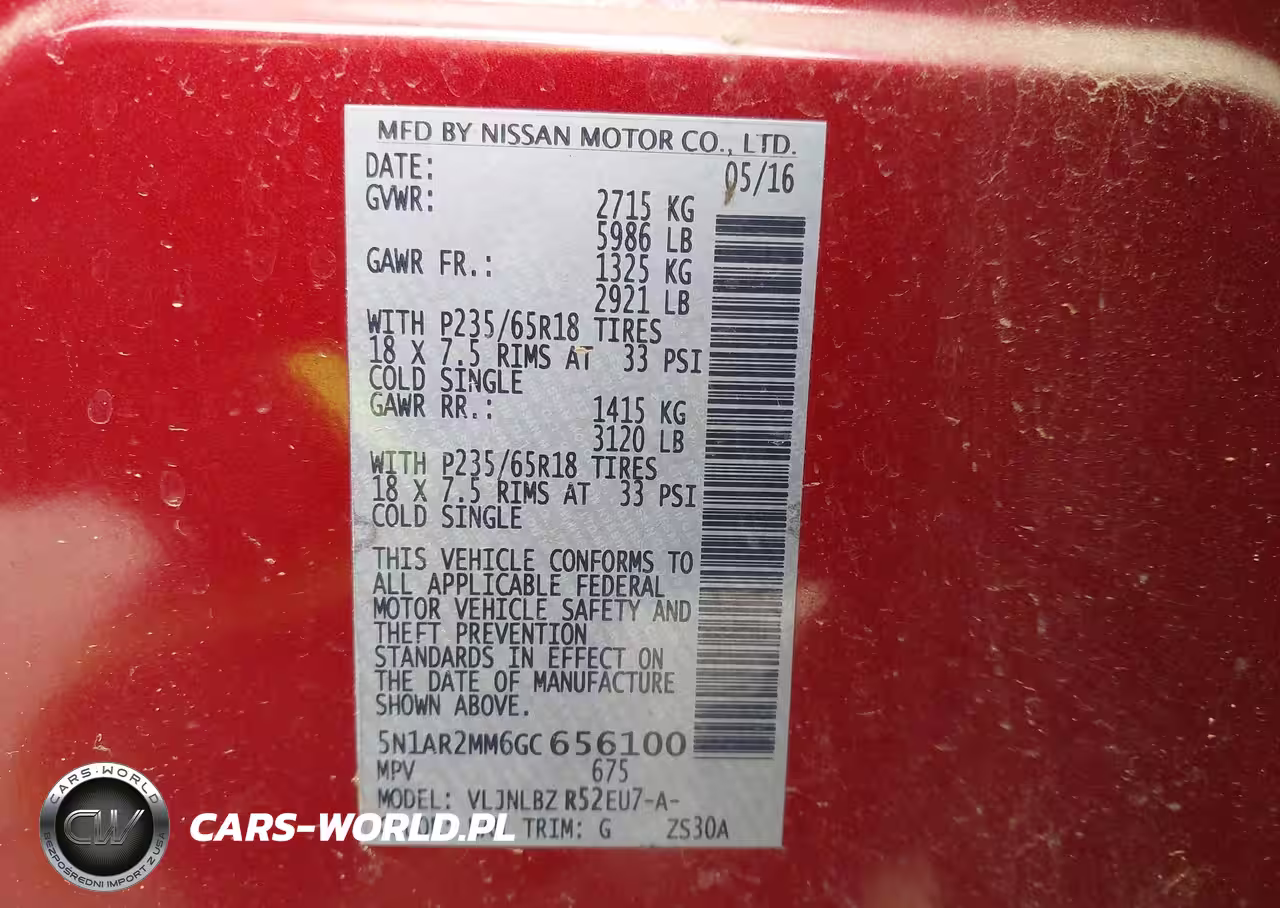 MFD BY NISSAN MOTOR CO., LTD.
DATE: 05/16
GVWR: 2715 KG
5986 LB
GAWR FR.: 1325 KG
2921 LB
WITH P235/65R18 TIRES
18 X 7.5 RIMS AT 33 PSI
COLD SINGLE
GAWR RR.: 1415 KG
3120 LB
WITH P235/65R18 TIRES
18 X 7.5 RIMS AT 33 PSI
COLD SINGLE
THIS VEHICLE CONFORMS TO
ALL APPLICABLE FEDERAL
MOTOR VEHICLE SAFETY AND
THEFT PREVENTION
STANDARDS IN EFFECT ON
THE DATE OF MANUFACTURE
SHOWN ABOVE.
5N1AR2MM6GC656100
MPV 675
MODEL: VLJNLBZ R52EU7-A-
TRIM: G ZS30A
CARS-WORLD
CW
BEZPOŚREDNI IMPORT Z USA
CARS-WORLD.PL